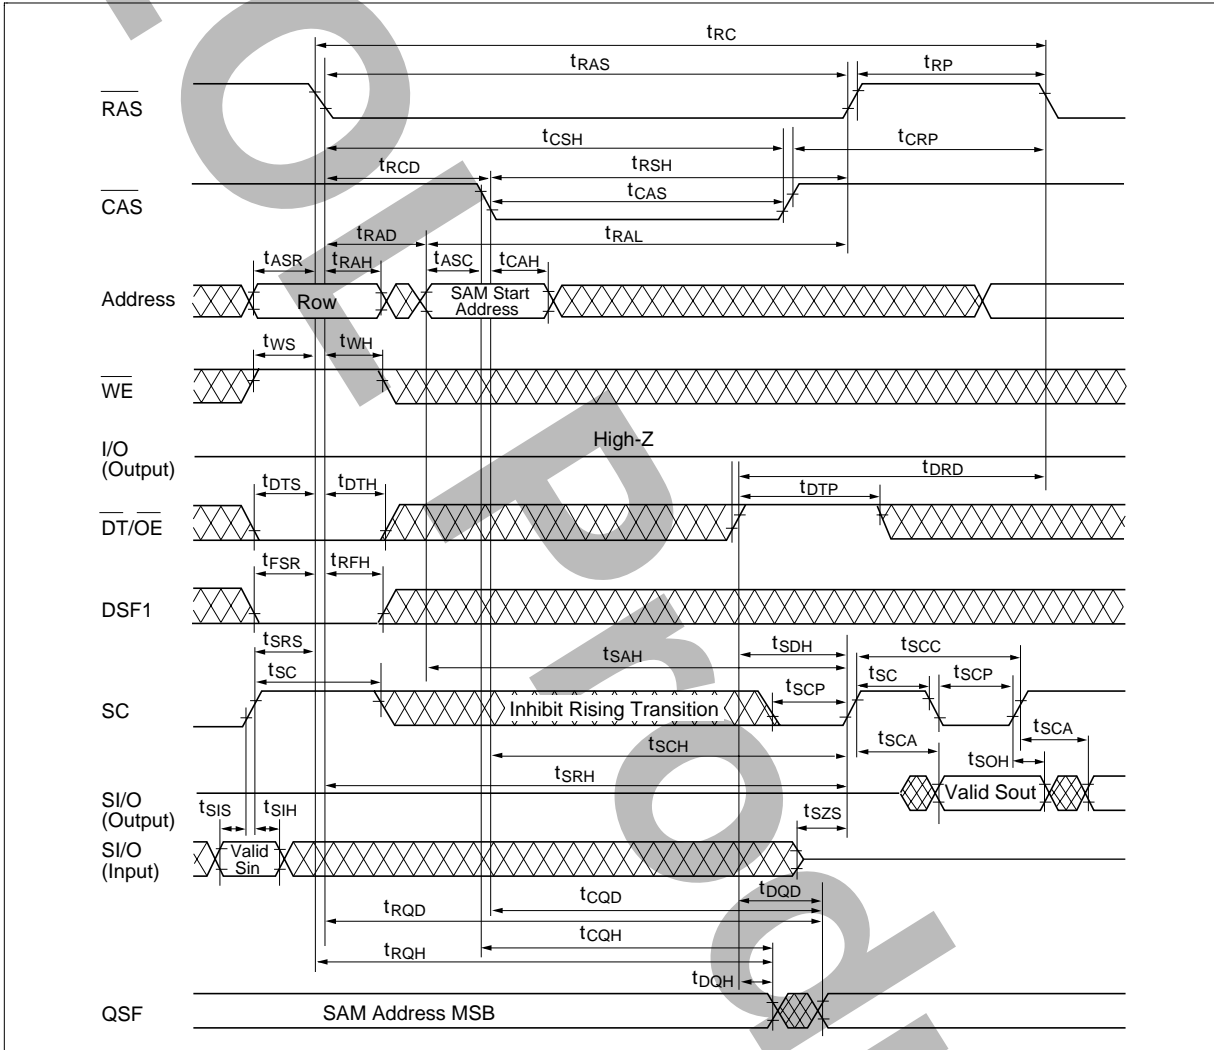 tRC
tRAS tRP
RAS
tCSH tCRP
tRCD tRSH
CAS tCAS
tRAD tRAL
tASR tRAH tASC tCAH
Address Row SAM Start
Address
tWS tWH
WE
I/O High-Z
(Output)
tDRD
tDTS tDTH tDTP
DT/OE
tFSR tRFH
DSF1
tSRS tSAH tSDH tSCC
tSC tSCP tSC tSCP
SC Inhibit Rising Transition
tSCH tSCA tSCA
tSRH tSOH
SI/O Valid Sout
(Output)
tSIS tSIH tSZS
SI/O Valid
(Input) Sin
tDQD
tCQD
tRQD
tCQH
tRQH
tDQH
QSF SAM Address MSB
OL Prod